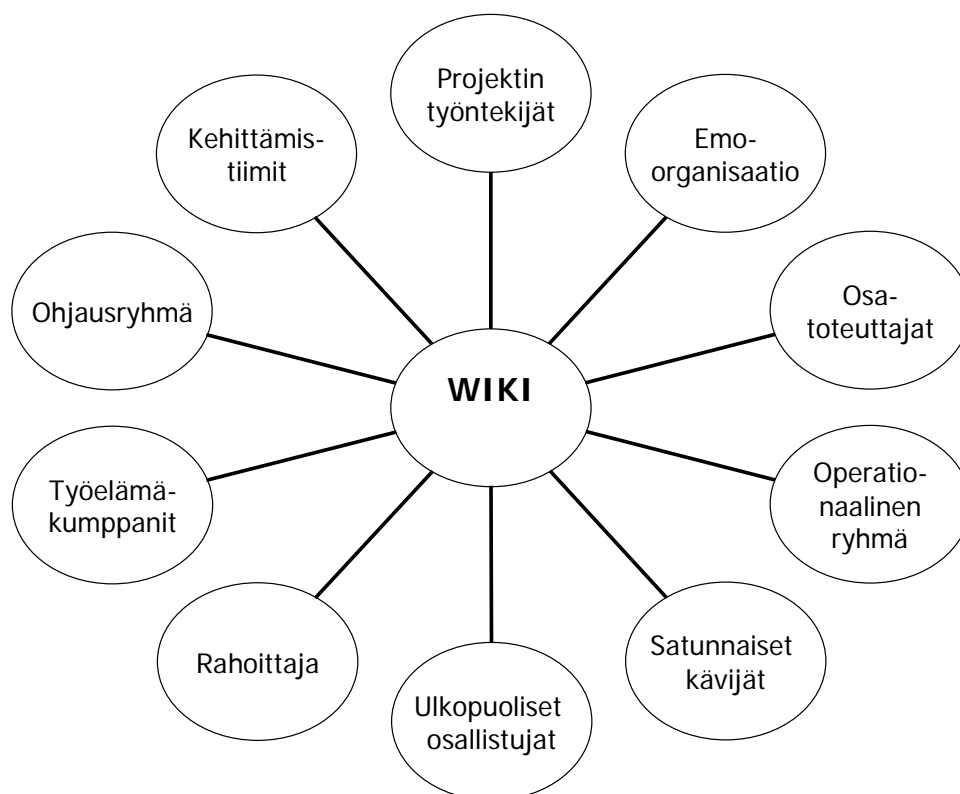 Projektin
työntekijät
Emo-
organisaatio
Osa-
toteuttajat
Operatio-
naalinen
ryhmä
Satunnaiset
kävijät
Ulkopuoliset
osallistujat
Rahoittaja
Työelämä-
kumppanit
Ohjausryhmä
Kehittämis-
tiimit
WIKI